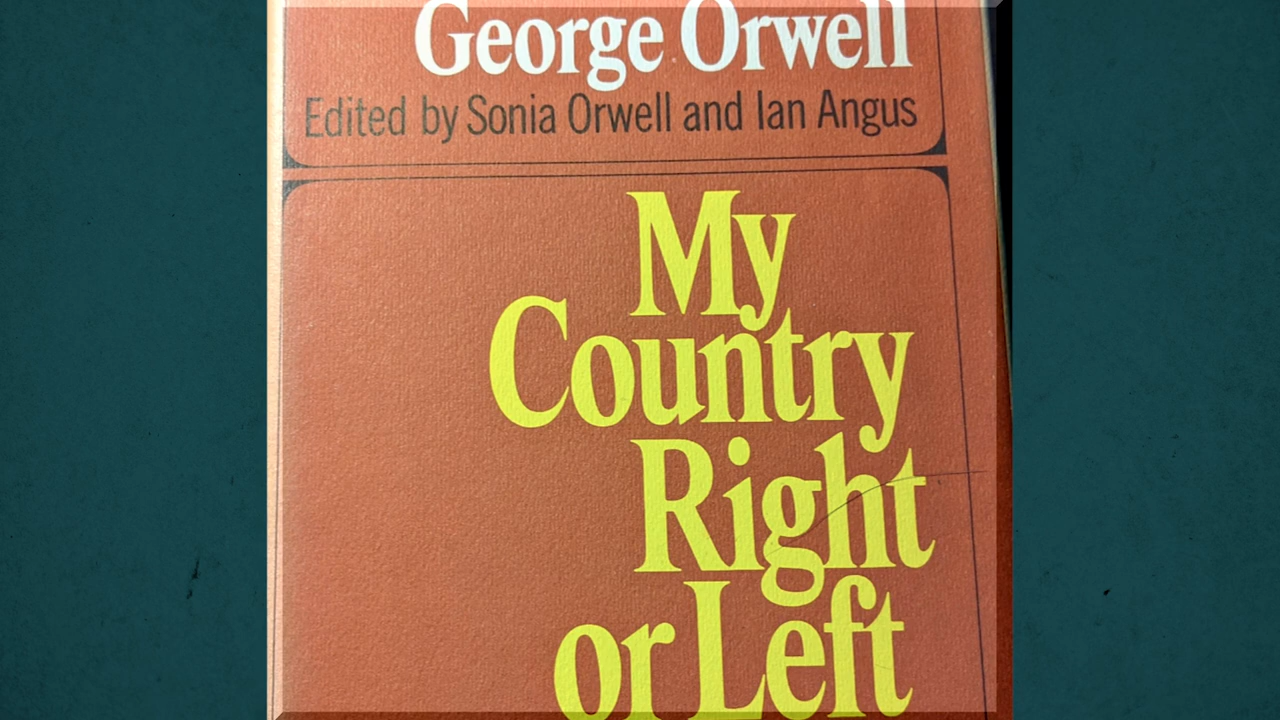 George Orwell
Edited by Sonia Orwell and Ian Angus
My
Country
Right
or Left